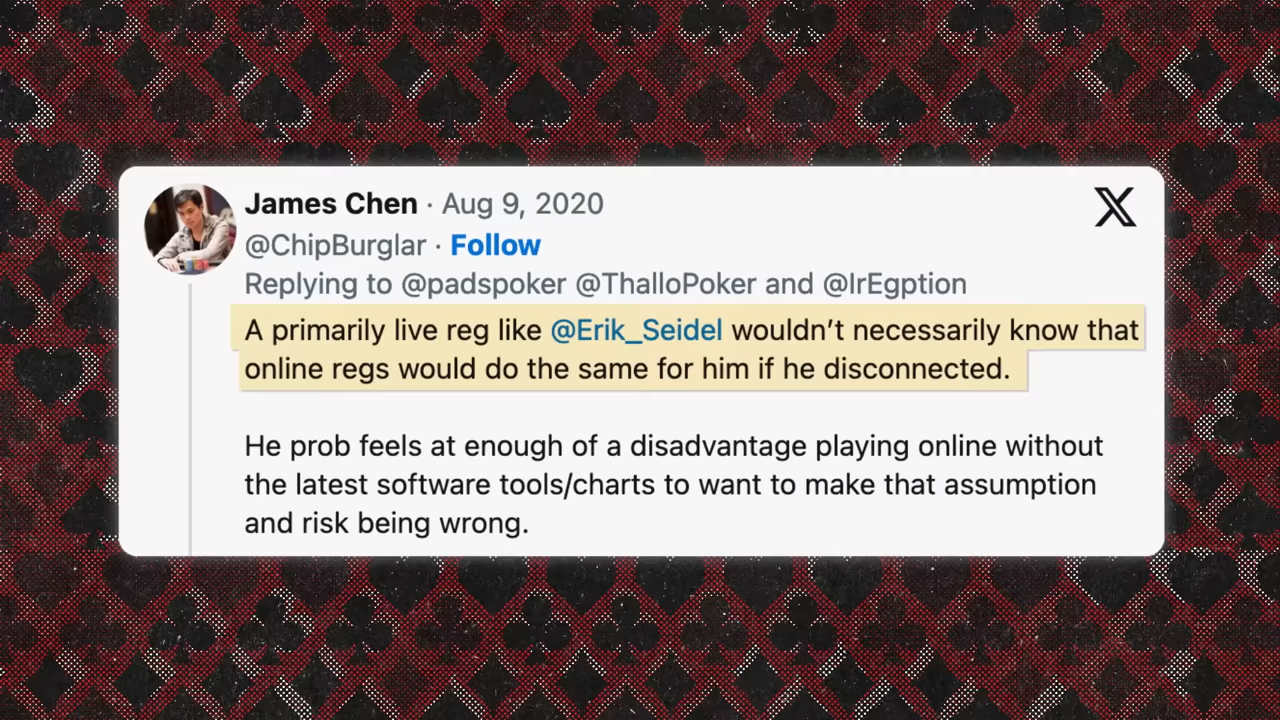 James Chen · Aug 9, 2020
@ChipBurglar · Follow
Replying to @padspoker @ThalloPoker and @IrEgption
A primarily live reg like @Erik_Seidel wouldn’t necessarily know that
online regs would do the same for him if he disconnected.
He prob feels at enough of a disadvantage playing online without
the latest software tools/charts to want to make that assumption
and risk being wrong.